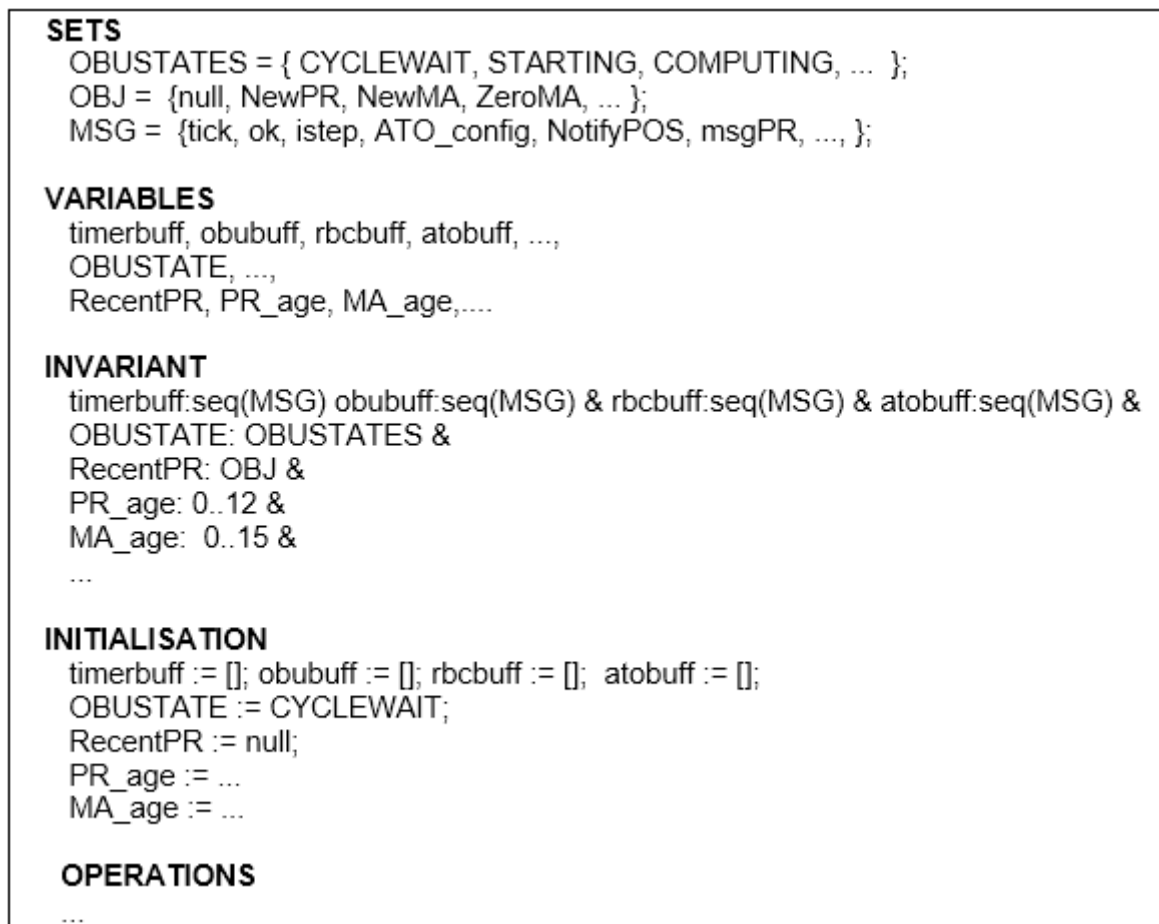 SETS
OBUSTATES = { CYCLEWAIT, STARTING, COMPUTING, ... };
OBJ = {null, NewPR, NewMA, ZeroMA, ... };
MSG = {tick, ok, istep, ATO_config, NotifyPOS, msgPR, ..., };
VARIABLES
timerbuff, obubuff, rbcbuff, atobuff, ...,
OBUSTATE, ...,
RecentPR, PR_age, MA_age,....
INVARIANT
timerbuff:seq(MSG) obubuff:seq(MSG) & rbcbuff:seq(MSG) & atobuff:seq(MSG) &
OBUSTATE: OBUSTATES &
RecentPR: OBJ &
PR_age: 0..12 &
MA_age: 0..15 &
...
INITIALISATION
timerbuff := []; obubuff := []; rbcbuff := []; atobuff := [];
OBUSTATE := CYCLEWAIT;
RecentPR := null;
PR_age := ...
MA_age := ...
OPERATIONS
...